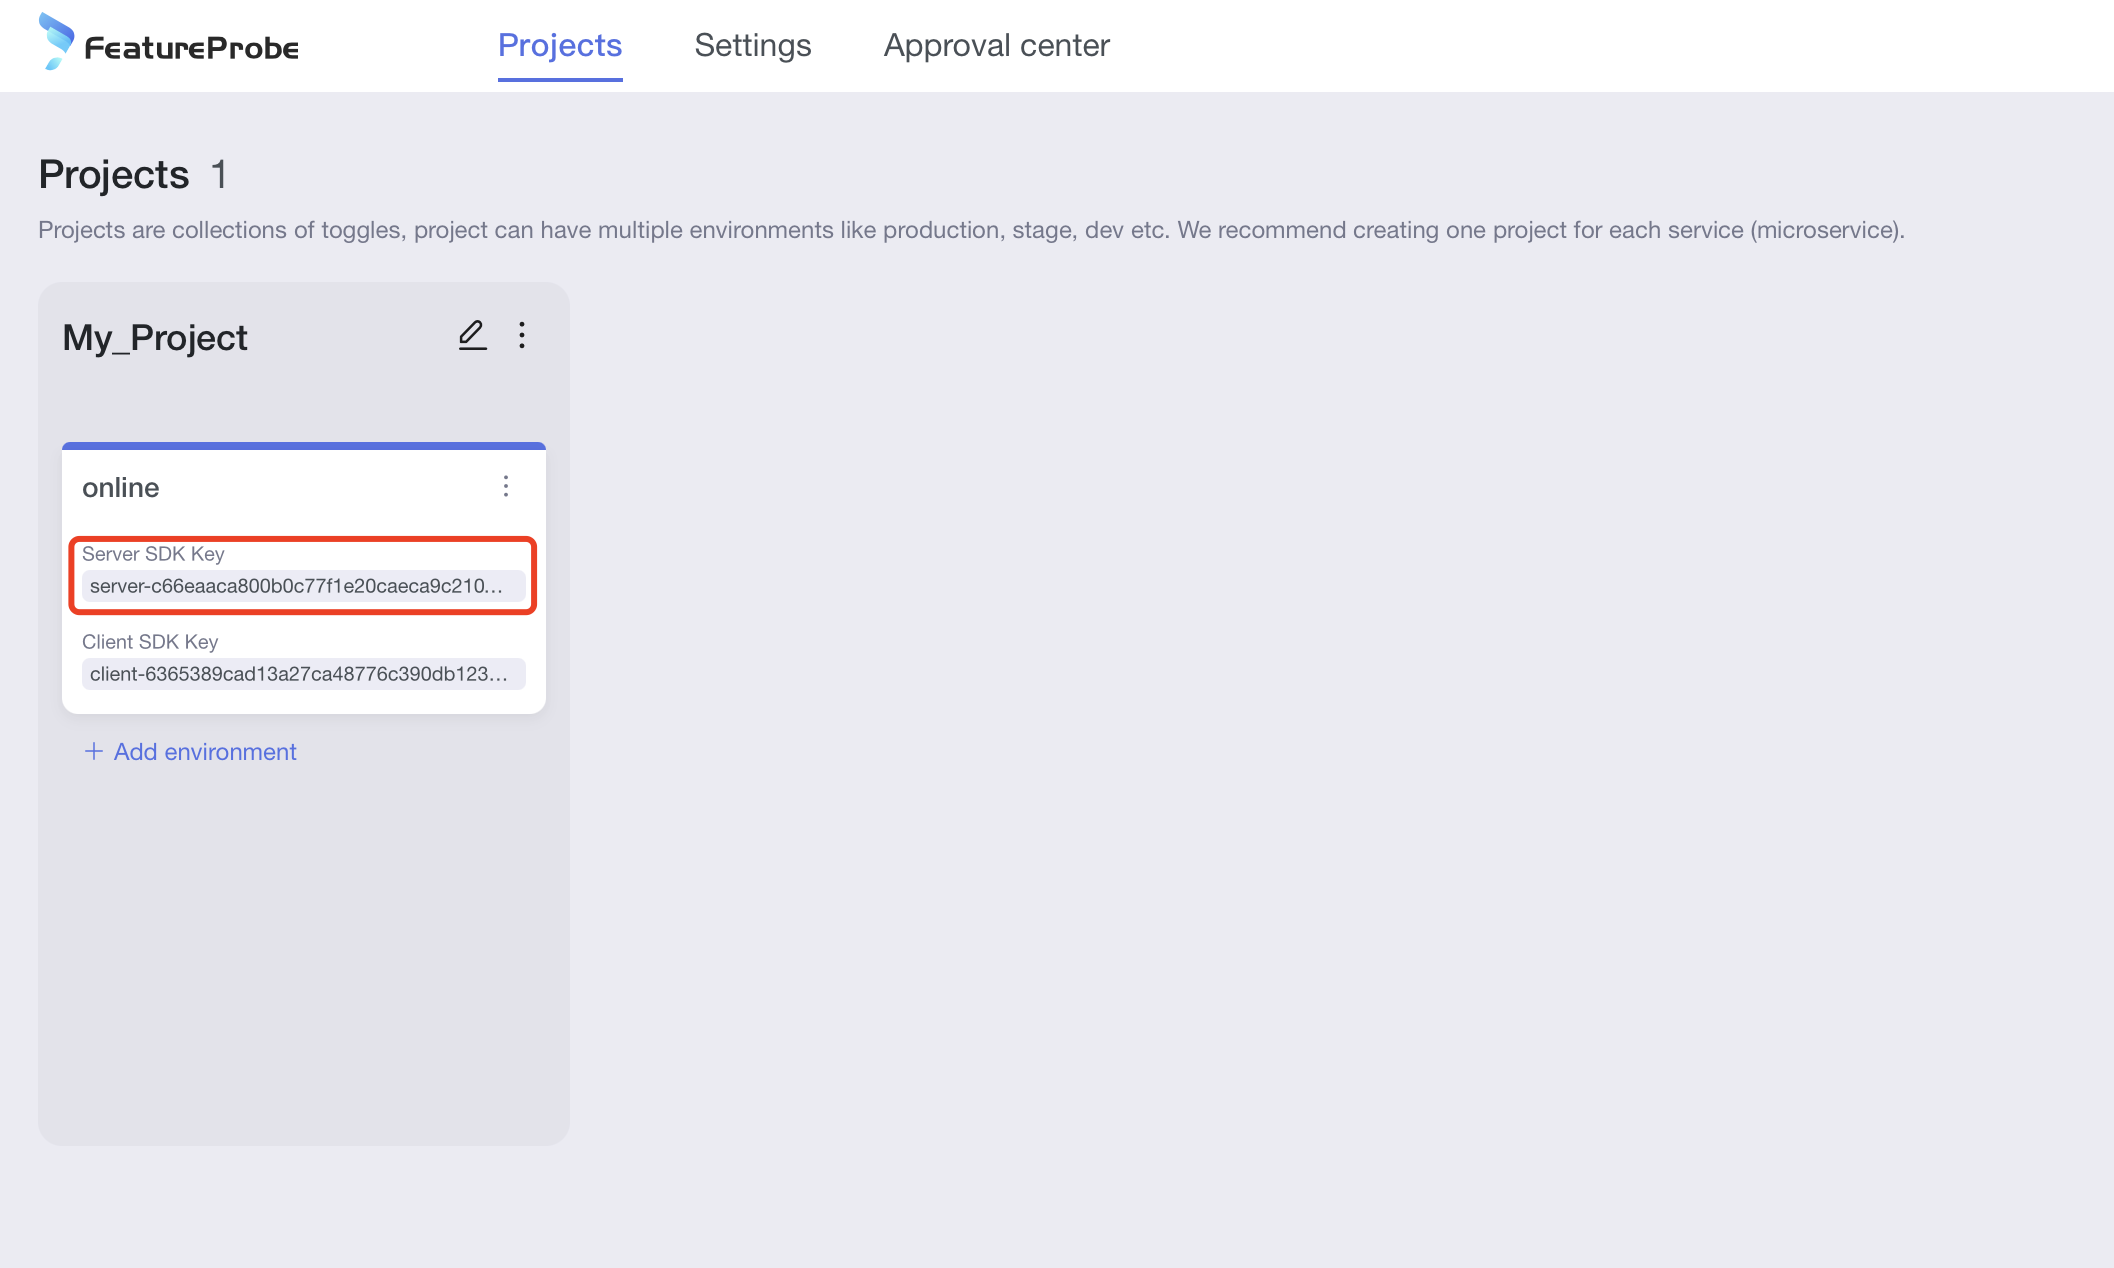 FeatureProbe
Projects
Settings
Approval center
Projects 1
Projects are collections of toggles, project can have multiple environments like production, stage, dev etc. We recommend creating one project for each service (microservice).
My_Project
online
Server SDK Key
server-c66eaaca800b0c77f1e20caeca9c210...
Client SDK Key
client-6365389cad13a27ca48776c390db123...
+ Add environment